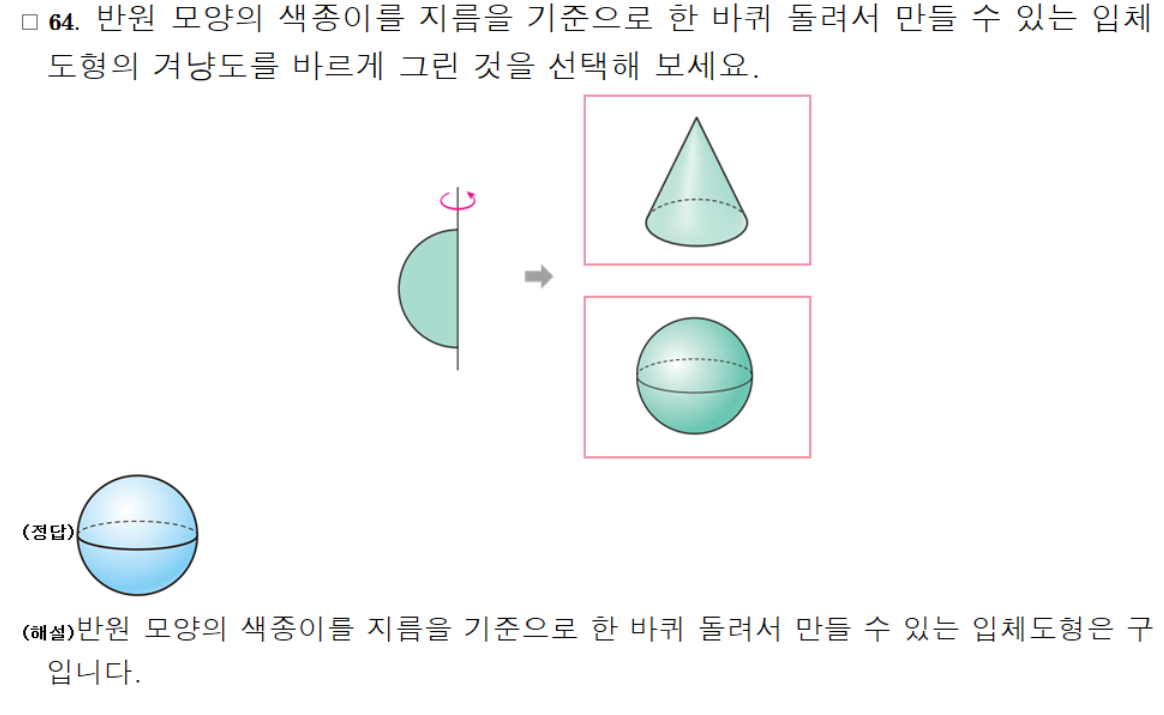 □ 64. 반원 모양의 색종이를 지름을 기준으로 한 바퀴 돌려서 만들 수 있는 입체
도형의 겨냥도를 바르게 그린 것을 선택해 보세요.
(정답)
(해설)반원 모양의 색종이를 지름을 기준으로 한 바퀴 돌려서 만들 수 있는 입체도형은 구
입니다.